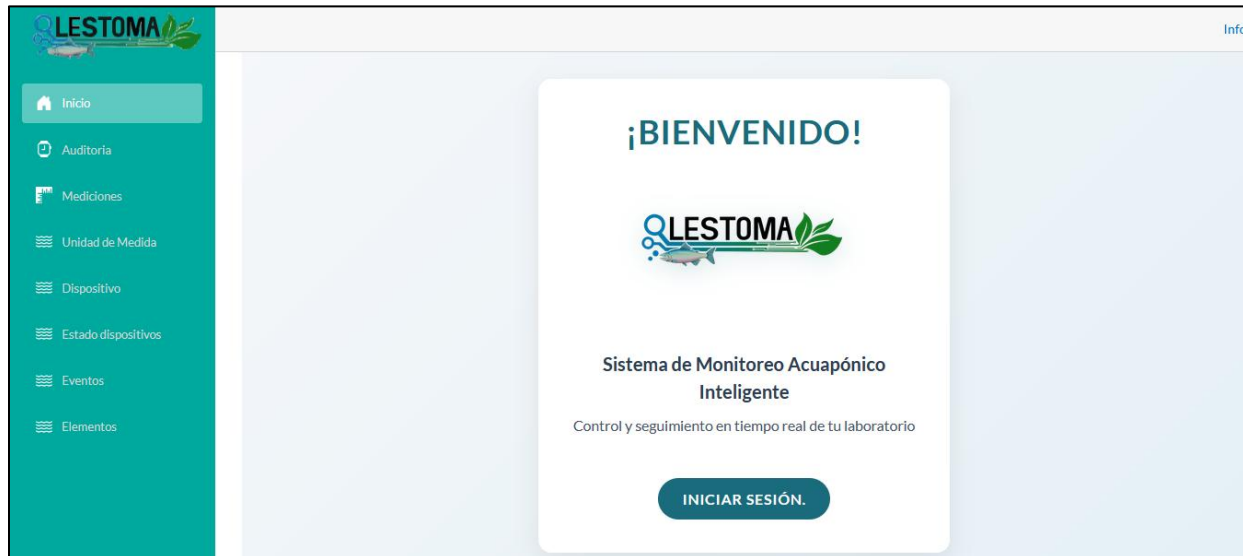 LESTOMA
Inicio
Auditoria
Mediciones
Unidad de Medida
Dispositivo
Estado dispositivos
Eventos
Elementos
¡BIENVENIDO!
LESTOMA
Sistema de Monitoreo Acuapónico
Inteligente
Control y seguimiento en tiempo real de tu laboratorio
INICIAR SESIÓN.